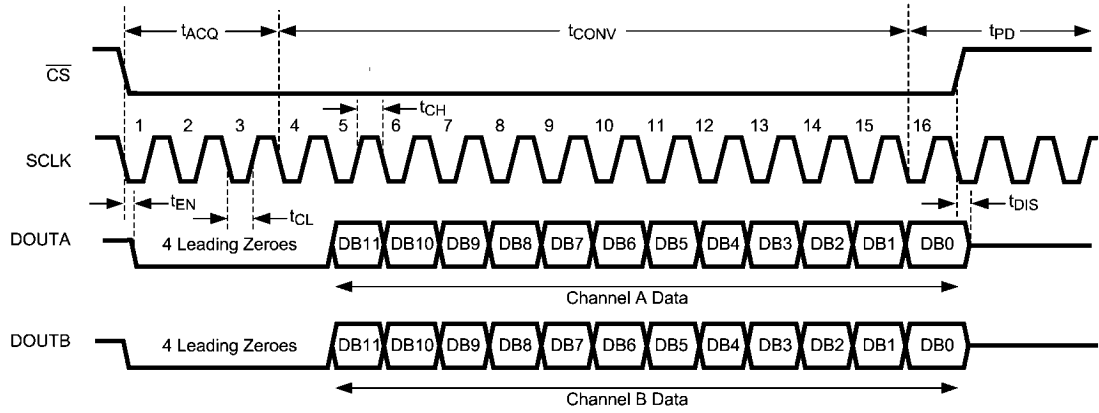 tACQ tCONV tPD
CS
tCH
1 2 3 4 5 6 7 8 9 10 11 12 13 14 15 16
SCLK
tEN tCL tDIS
DOUTA 4 Leading Zeroes DB11 DB10 DB9 DB8 DB7 DB6 DB5 DB4 DB3 DB2 DB1 DB0
Channel A Data
DOUTB 4 Leading Zeroes DB11 DB10 DB9 DB8 DB7 DB6 DB5 DB4 DB3 DB2 DB1 DB0
Channel B Data